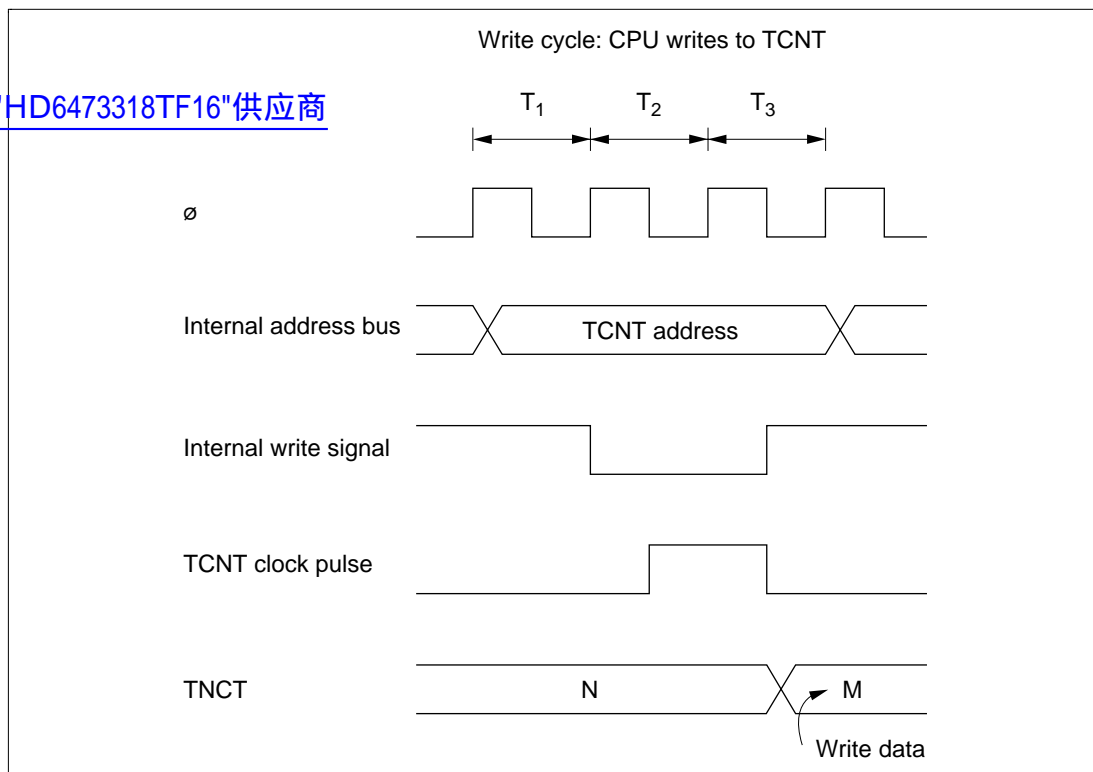 Write cycle: CPU writes to TCNT
"HD6473318TF16"供应商
T1 T2 T3
ø
Internal address bus
TCNT address
Internal write signal
TCNT clock pulse
TNCT
N
M
Write data